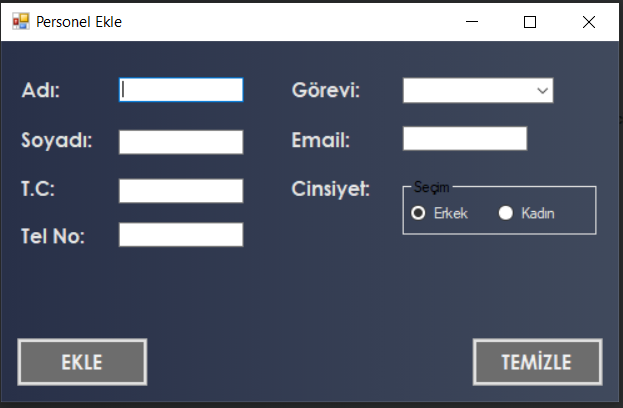 Personel Ekle
Adı:
Soyadı:
T.C:
Tel No:
Görevi:
Email:
Cinsiyet:
Seçim
Erkek Kadın
EKLE TEMİZLE